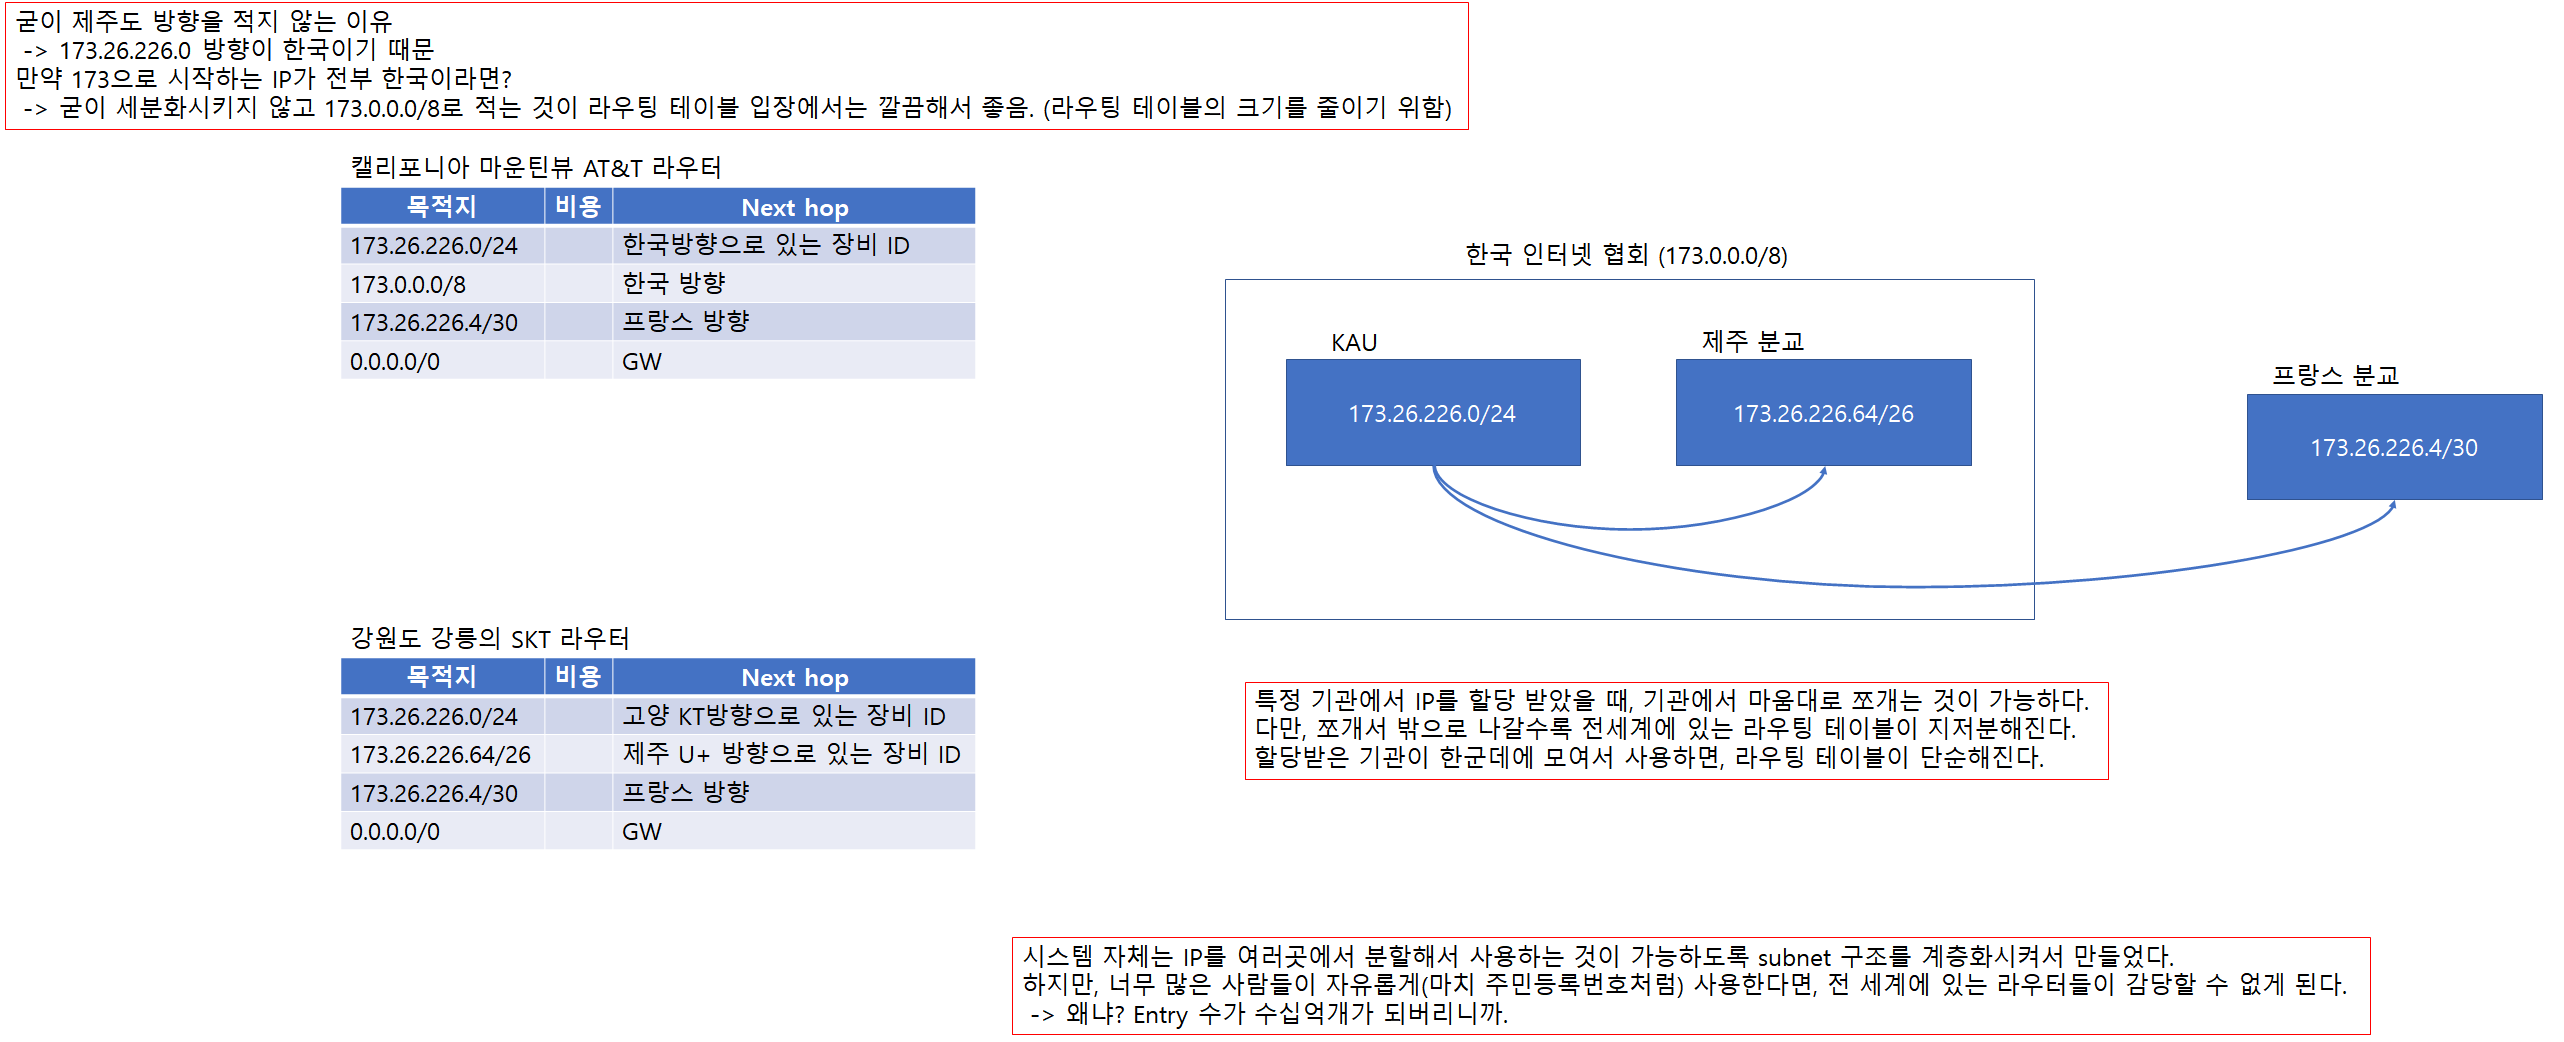 굳이 제주도 방향을 적지 않는 이유
-> 173.26.226.0 방향이 한국이기 때문
만약 173으로 시작하는 IP가 전부 한국이라면?
-> 굳이 세분화시키지 않고 173.0.0.0/8로 적는 것이 라우팅 테이블 입장에서는 깔끔해서 좋음. (라우팅 테이블의 크기를 줄이기 위함)
캘리포니아 마운틴뷰 AT&T 라우터
목적지 비용 Next hop
173.26.226.0/24 한국방향으로 있는 장비 ID
173.0.0.0/8 한국 방향
173.26.226.4/30 프랑스 방향
0.0.0.0/0 GW
한국 인터넷 협회 (173.0.0.0/8)
KAU
173.26.226.0/24
제주 분교
173.26.226.64/26
프랑스 분교
173.26.226.4/30
강원도 강릉의 SKT 라우터
목적지 비용 Next hop
173.26.226.0/24 고양 KT방향으로 있는 장비 ID
173.26.226.64/26 제주 U+ 방향으로 있는 장비 ID
173.26.226.4/30 프랑스 방향
0.0.0.0/0 GW
특정 기관에서 IP를 할당 받았을 때, 기관에서 마음대로 쪼개는 것이 가능하다.
다만, 쪼개서 밖으로 나갈수록 전세계에 있는 라우팅 테이블이 지저분해진다.
할당받은 기관이 한군데에 모여서 사용하면, 라우팅 테이블이 단순해진다.
시스템 자체는 IP를 여러곳에서 분할해서 사용하는 것이 가능하도록 subnet 구조를 계층화시켜서 만들었다.
하지만, 너무 많은 사람들이 자유롭게(마치 주민등록번호처럼) 사용한다면, 전 세계에 있는 라우터들이 감당할 수 없게 된다.
-> 왜냐? Entry 수가 수십억개가 되버리니까.